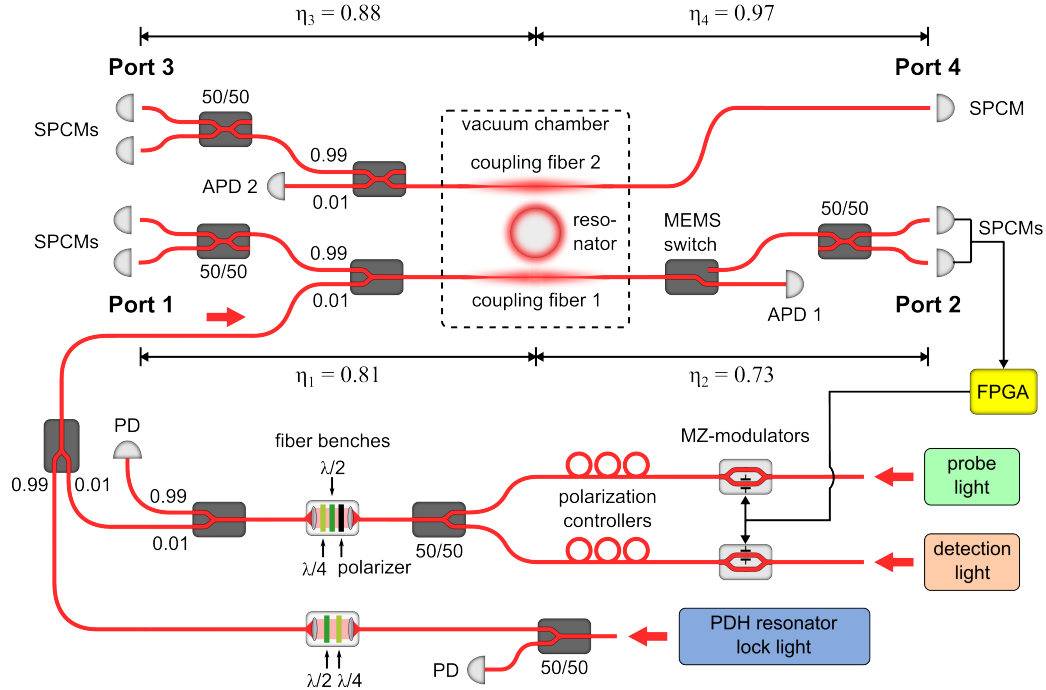 η3 = 0.88
η4 = 0.97
Port 3
Port 4
50/50
SPCMs
SPCM
vacuum chamber
coupling fiber 2
0.99
APD 2
0.01
reso-
nator
MEMS
switch
50/50
SPCMs
SPCMs
50/50
0.99
0.01
Port 1
coupling fiber 1
APD 1
Port 2
η1 = 0.81
η2 = 0.73
FPGA
PD
fiber benches
λ/2
MZ-modulators
probe
light
0.99
0.01
0.99
polarization
controllers
0.01
50/50
λ/4
polarizer
detection
light
PDH resonator
lock light
λ/2
λ/4
PD
50/50